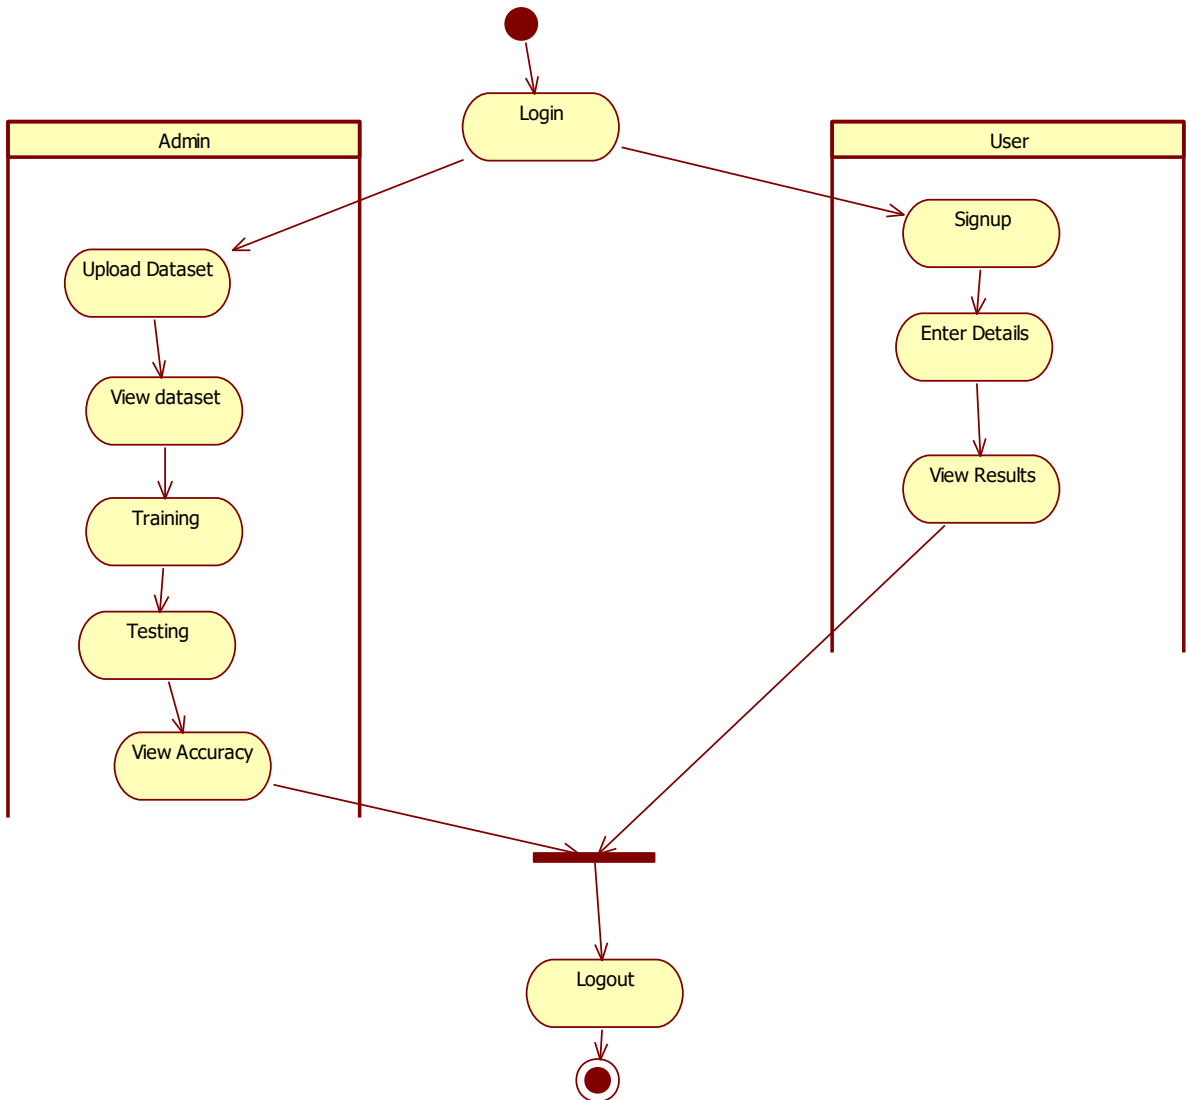 Login
Admin
Upload Dataset
View dataset
Training
Testing
View Accuracy
User
Signup
Enter Details
View Results
Logout